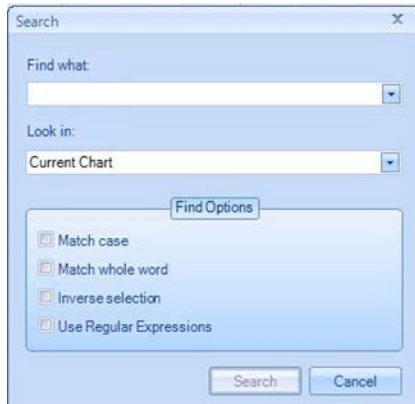 Search
Find what:
Look in:
Current Chart
Find Options
Match case
Match whole word
Inverse selection
Use Regular Expressions
Search Cancel